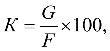 K = G/F × 100,